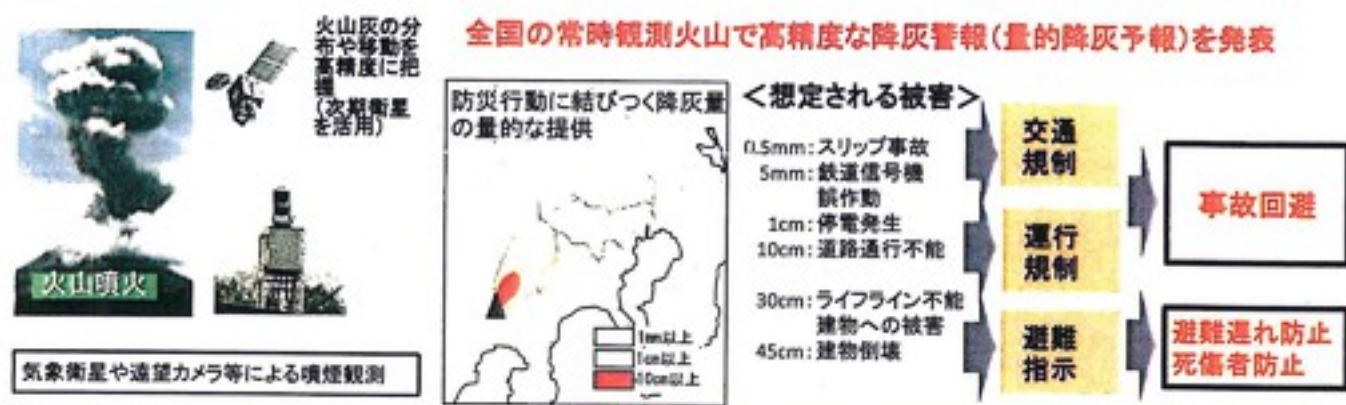 全国の常時観測火山で高精度な降灰警報(量的降灰予報)を発表
火山灰の分
布や移動を
高精度に把
握
(次期衛星
を活用)
火山噴火
気象衛星や遠望カメラ等による噴煙観測
防災行動に結びつく降灰量
の量的な提供
1mm以上
1cm以上
10cm以上
<想定される被害>
0.5mm:スリップ事故
5mm:鉄道信号機
誤作動
1cm:停電発生
10cm:道路通行不能
30cm:ライフライン不能
建物への被害
45cm:建物倒壊
交通
規制
運行
規制
避難
指示
事故回避
避難遅れ防止
死傷者防止